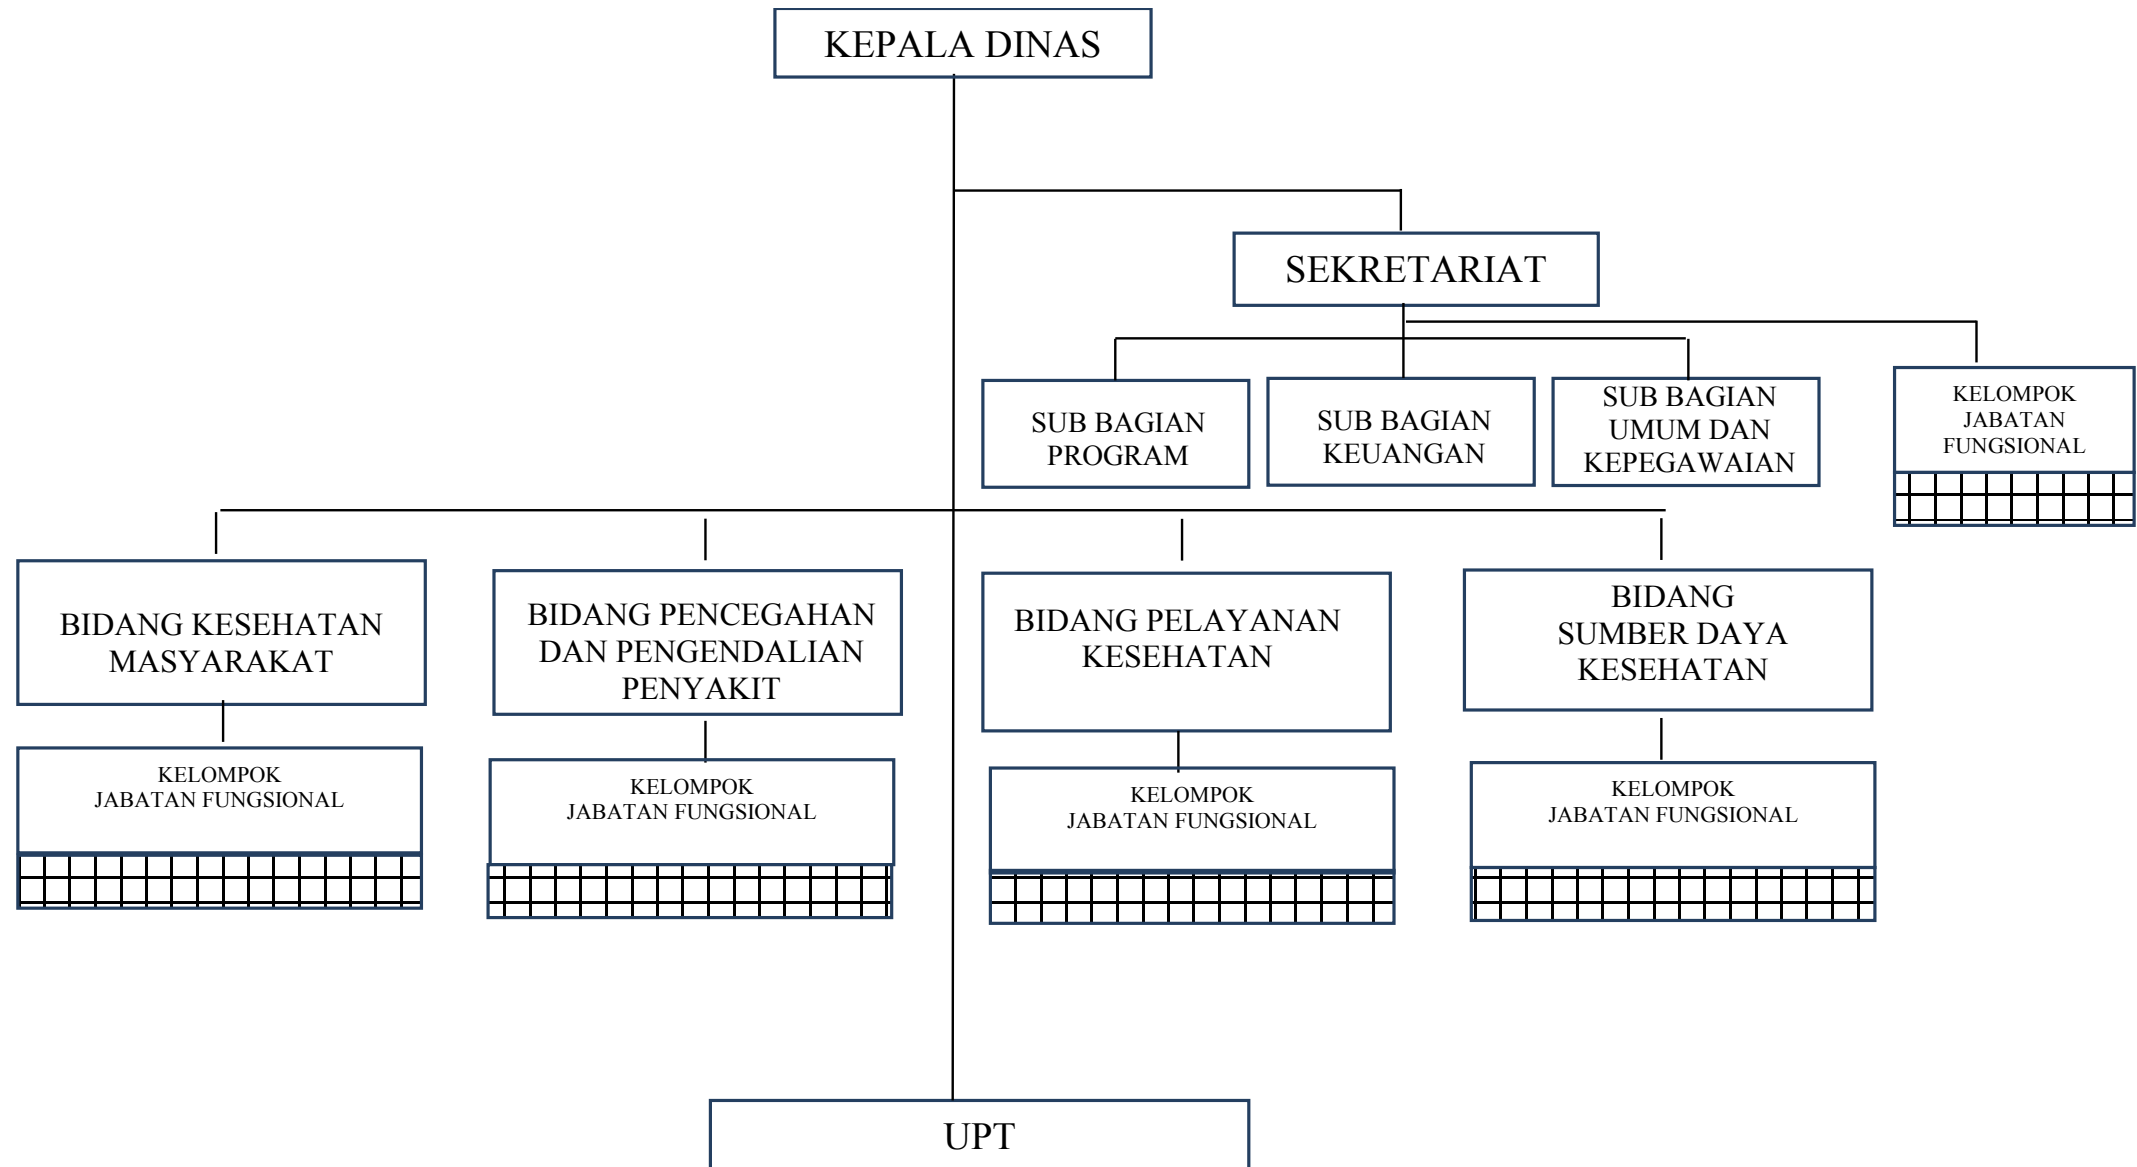 KEPALA DINAS
SEKRETARIAT
SUB BAGIAN
PROGRAM
SUB BAGIAN
KEUANGAN
SUB BAGIAN
UMUM DAN
KEPEGAWAIAN
KELOMPOK
JABATAN
FUNGSIONAL
BIDANG KESEHATAN
MASYARAKAT
BIDANG PENCEGAHAN
DAN PENGENDALIAN
PENYAKIT
BIDANG PELAYANAN
KESEHATAN
BIDANG
SUMBER DAYA
KESEHATAN
KELOMPOK
JABATAN FUNGSIONAL
KELOMPOK
JABATAN FUNGSIONAL
KELOMPOK
JABATAN FUNGSIONAL
KELOMPOK
JABATAN FUNGSIONAL
UPT